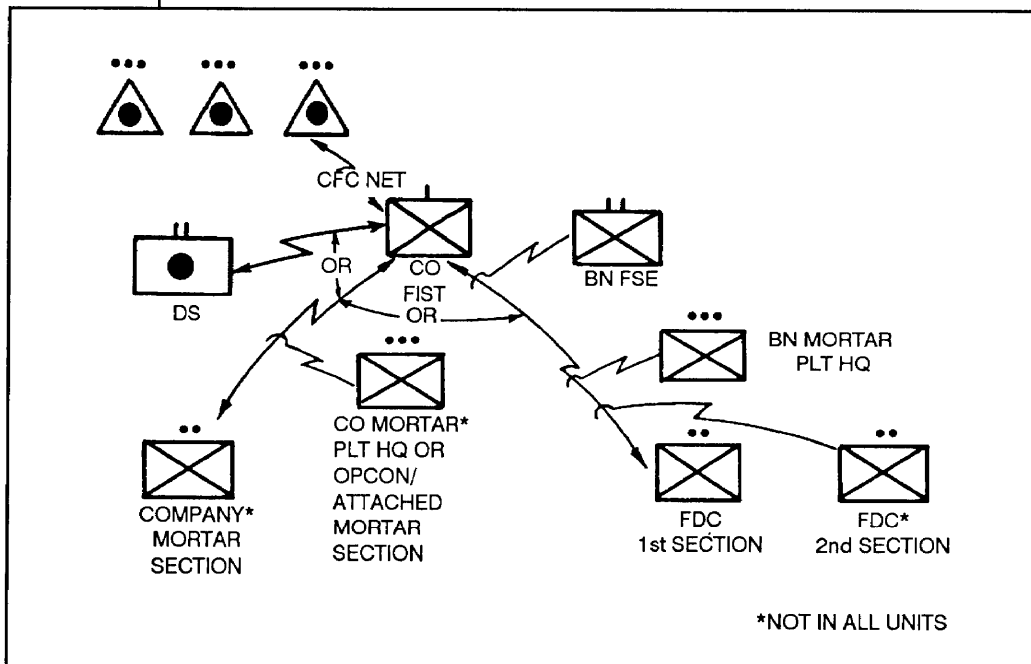 CFC NET
OR
CO
FIST
OR
DS
BN FSE
BN MORTAR
PLT HQ
CO MORTAR*
PLT HQ OR
OPCON/
ATTACHED
MORTAR
SECTION
COMPANY*
MORTAR
SECTION
FDC
1st SECTION
FDC*
2nd SECTION
*NOT IN ALL UNITS